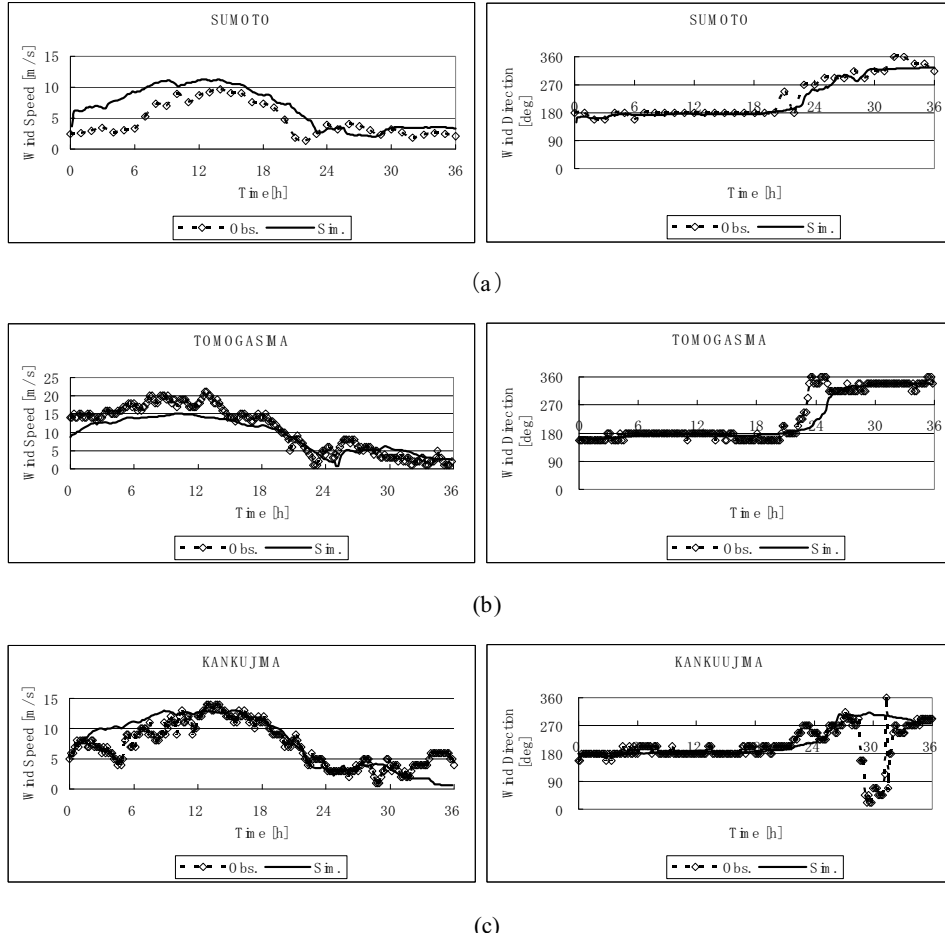 SUMOTO
Wind Speed [m/s]
15
10
5
0
0 6 12 18 24 30 36
Time[h]
Obs. Sim.
SUMOTO
Wind Direction
[deg]
360
270
180
90
0
0 6 12 18 24 30 36
Time [h]
Obs. Sim.
(a)
TOMOGASIMA
Wind Speed [m/s]
25
20
15
10
5
0
0 6 12 18 24 30 36
Time [h]
Obs. Sim.
TOMOGASIMA
Wind Direction
[deg]
360
270
180
90
0
0 6 12 18 24 30 36
Time [h]
Obs. Sim.
(b)
KANKUJIMA
Wind Speed [m/s]
15
10
5
0
0 6 12 18 24 30 36
Time [h]
Obs. Sim.
KANKUUJIMA
Wind Direction
[deg]
360
270
180
90
0
0 6 12 18 24 30 36
Time [h]
Obs. Sim.
(c)